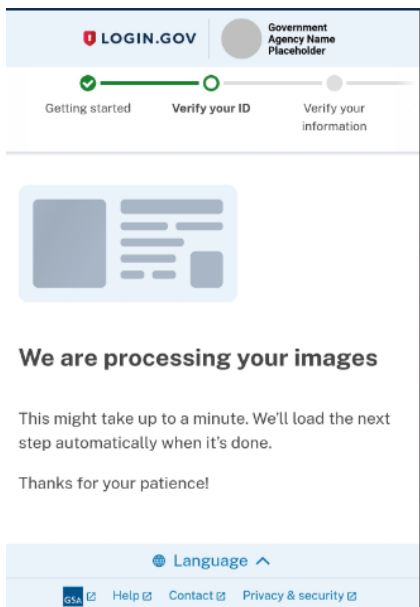 LOGIN.GOV
Government
Agency Name
Placeholder
Getting started
Verify your ID
Verify your
information
We are processing your images
This might take up to a minute. We’ll load the next
step automatically when it’s done.
Thanks for your patience!
Language
GSA Help Contact Privacy & security